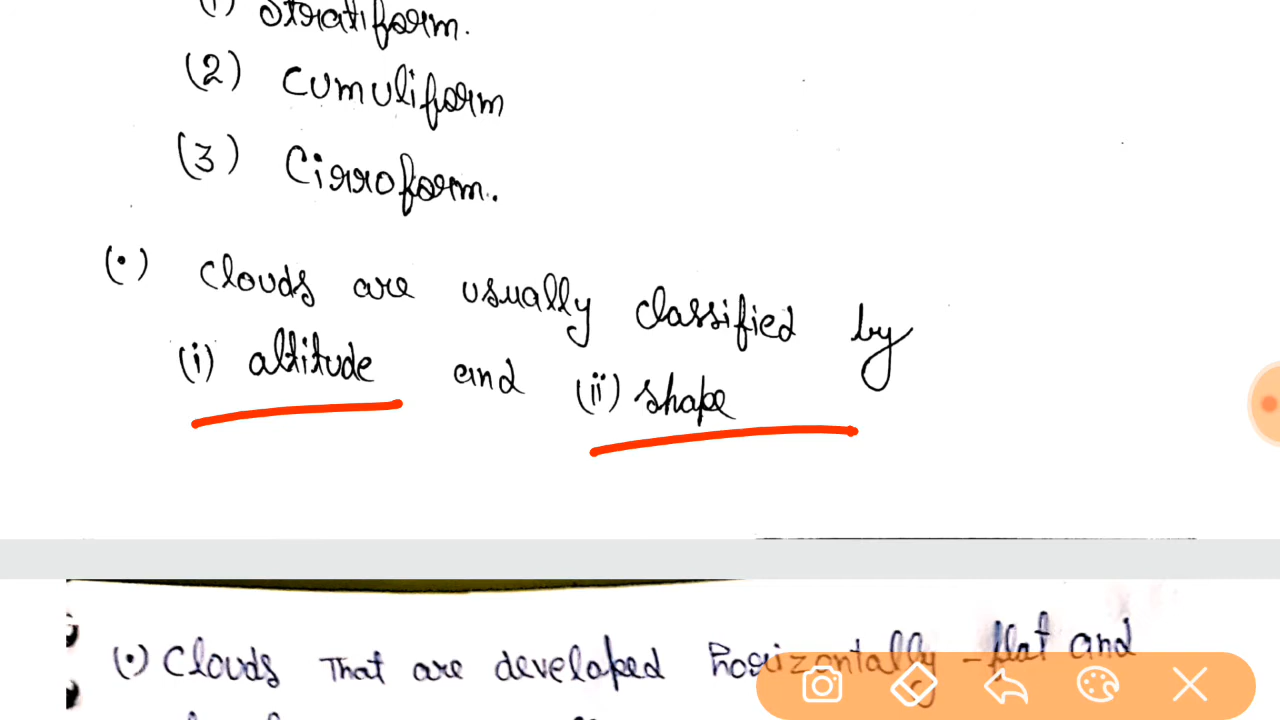 (1) Stratiform.
(2) Cumuliform
(3) Cirroform.
(•) Clouds are usually classified by
(i) altitude and (ii) shape
(•) Clouds That are developed horizontally - flat and